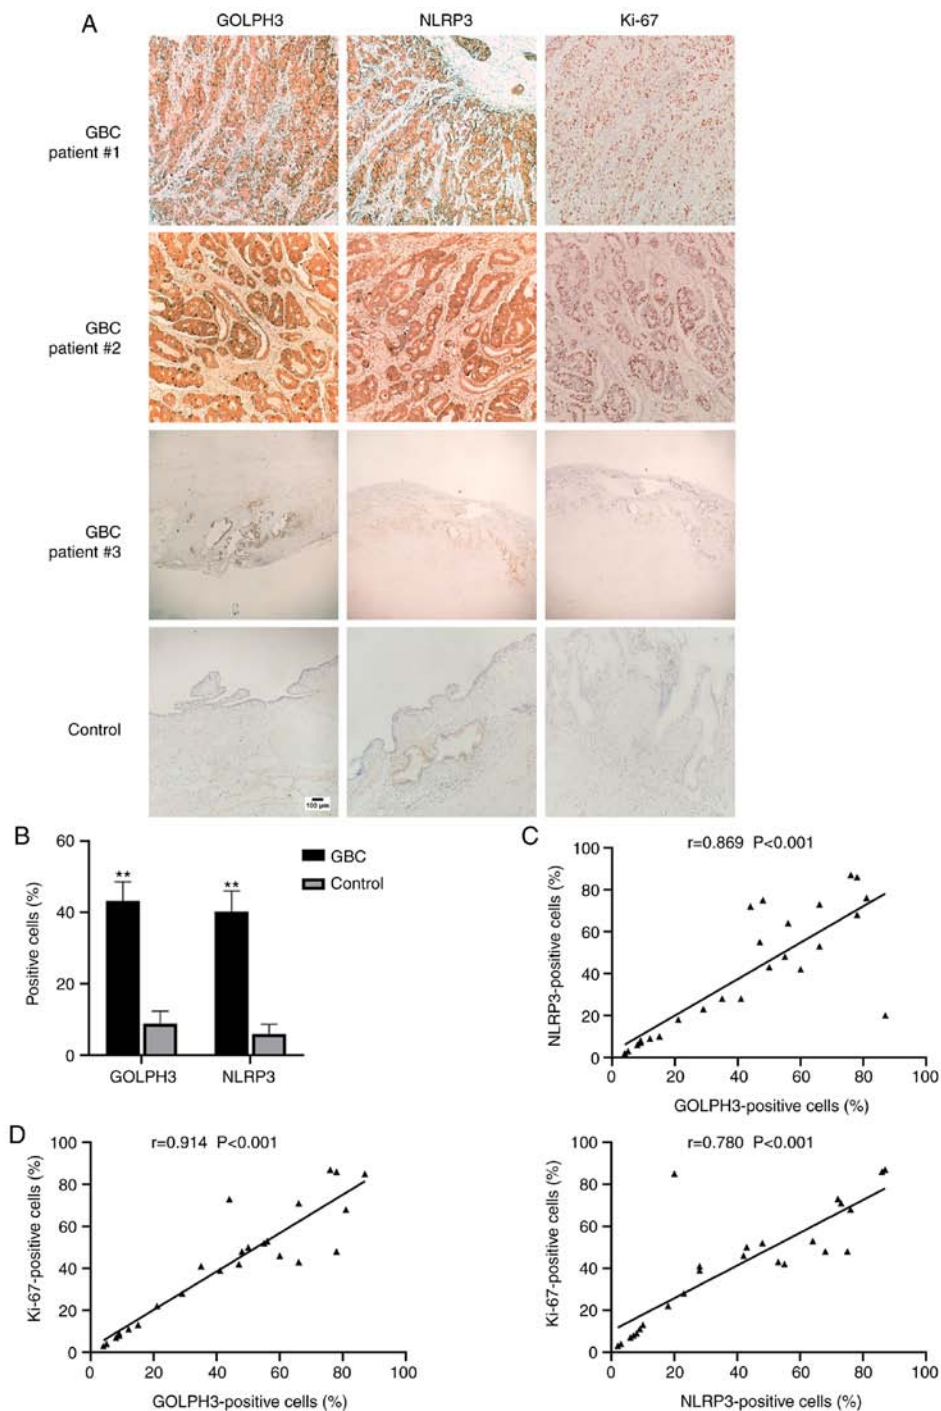 A
GOLPH3 NLRP3 Ki-67
GBC
patient #1
GBC
patient #2
GBC
patient #3
Control
100 µm
B
60
40
20
0
Positive cells (%)
** **
GBC
Control
GOLPH3 NLRP3
C
r=0.869 P<0.001
100
80
60
40
20
0
NLRP3-positive cells (%)
0 20 40 60 80 100
GOLPH3-positive cells (%)
D
r=0.914 P<0.001
100
80
60
40
20
0
Ki-67-positive cells (%)
0 20 40 60 80 100
GOLPH3-positive cells (%)
r=0.780 P<0.001
100
80
60
40
20
0
Ki-67-positive cells (%)
0 20 40 60 80 100
NLRP3-positive cells (%)